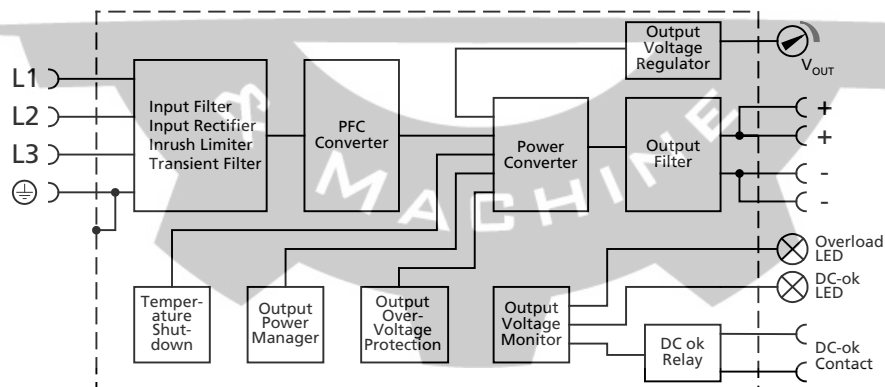 Output
Voltage
Regulator
V OUT
L1
L2
L3
Input Filter
Input Rectifier
Inrush Limiter
Transient Filter
PFC
Converter
Power
Converter
Output
Filter
+
+
-
-
Overload
LED
DC-ok
LED
Temper-
ature
Shut-
down
Output
Power
Manager
Output
Over-
Voltage
Protection
Output
Voltage
Monitor
DC ok
Relay
DC-ok
Contact
MACHINE